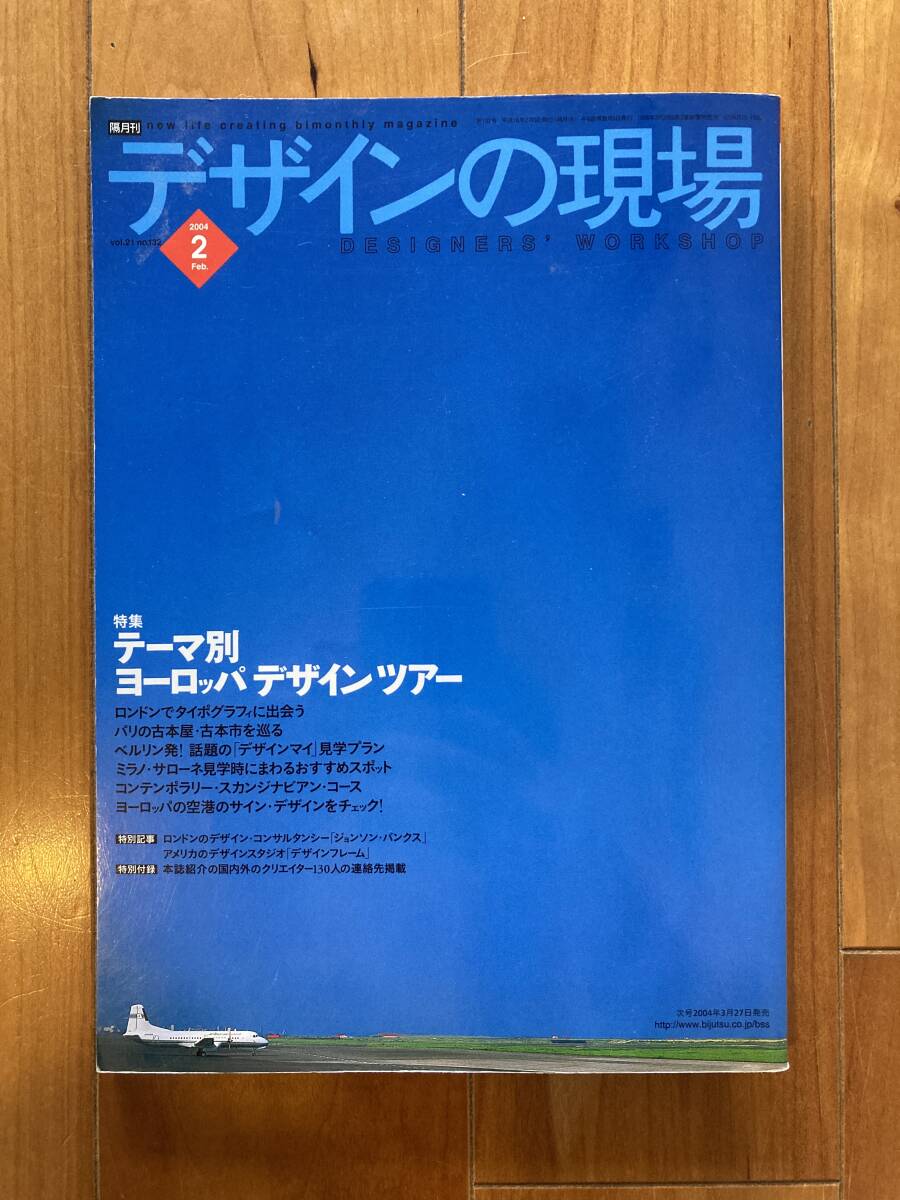 隔月刊 new life creating bimonthly magazine
デザインの現場
DESIGNERS' WORKSHOP
vol.21 no.132
2004
2
Feb.
特集
テーマ別
ヨーロッパ デザイン ツアー
ロンドンでタイポグラフィに出会う
パリの古本屋・古本市を巡る
ベルリン発! 話題の「デザインマイ」見学プラン
ミラノ・サローネ見学時にまわるおすすめスポット
コンテンポラリー・スカンジナビアン・コース
ヨーロッパの空港のサイン・デザインをチェック!
特別記事 ロンドンのデザイン・コンサルタンシー「ジョンソン・バンクス」
アメリカのデザインスタジオ「デザインフレーム」
特別付録 本誌紹介の国内外のクリエイター130人の連絡先掲載
次号2004年3月27日発売
http://www.bijutsu.co.jp/bss